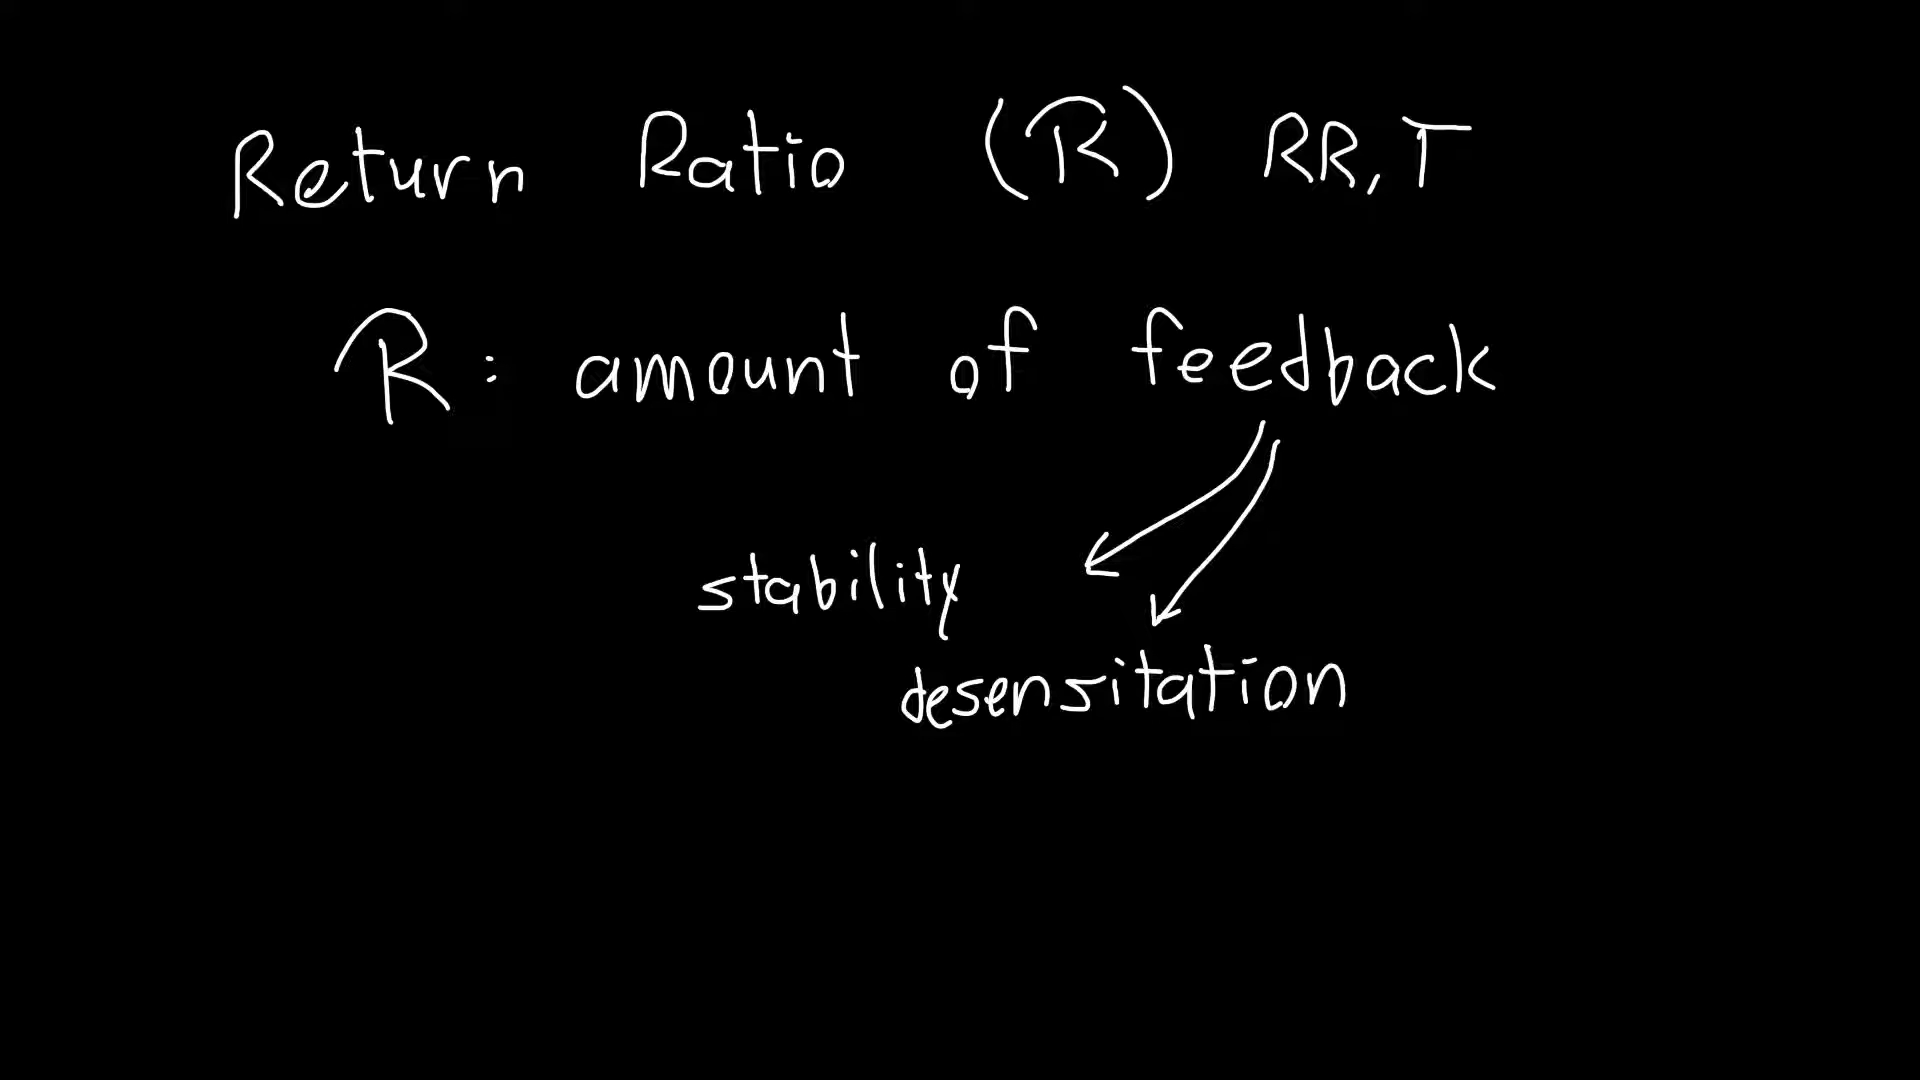 Return Ratio (R) RR, T
R: amount of feedback
stability
desensitation